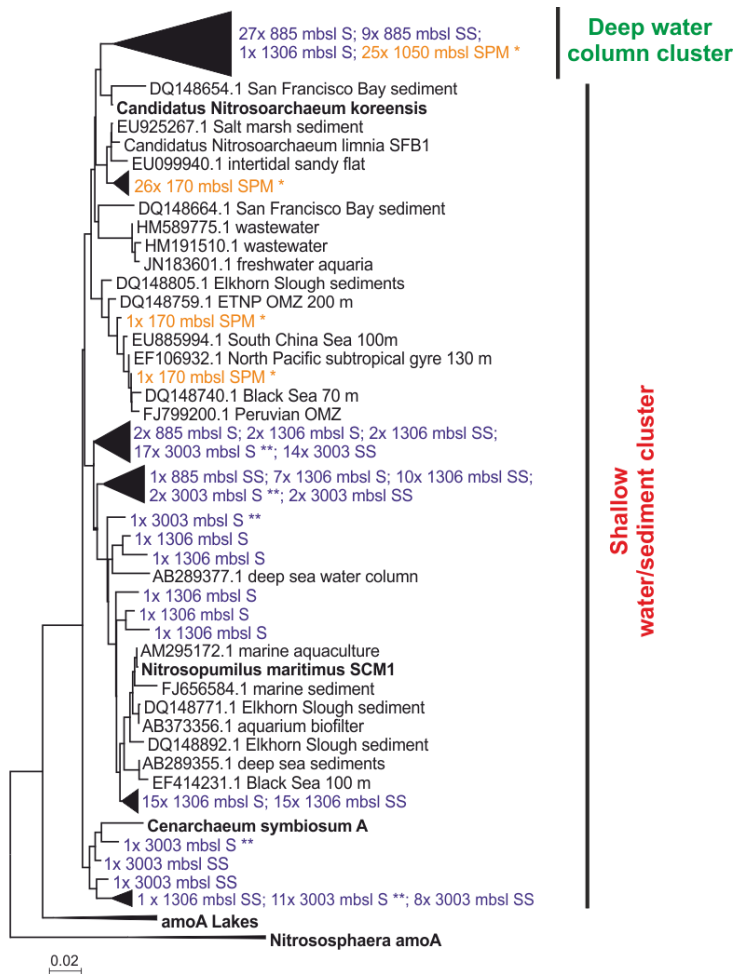 27x 885 mbsl S; 9x 885 mbsl SS;
1x 1306 mbsl S; 25x 1050 mbsl SPM *
Deep water
column cluster
DQ148654.1 San Francisco Bay sediment
Candidatus Nitrosoarchaeum koreensis
EU925267.1 Salt marsh sediment
Candidatus Nitrosoarchaeum limnia SFB1
EU099940.1 intertidal sandy flat
26x 170 mbsl SPM *
DQ148664.1 San Francisco Bay sediment
HM589775.1 wastewater
HM191510.1 wastewater
JN183601.1 freshwater aquaria
DQ148805.1 Elkhorn Slough sediments
DQ148759.1 ETNP OMZ 200 m
1x 170 mbsl SPM *
EU885994.1 South China Sea 100m
EF106932.1 North Pacific subtropical gyre 130 m
1x 170 mbsl SPM *
DQ148740.1 Black Sea 70 m
FJ799200.1 Peruvian OMZ
2x 885 mbsl S; 2x 1306 mbsl S; 2x 1306 mbsl SS;
17x 3003 mbsl S **; 14x 3003 SS
1x 885 mbsl SS; 7x 1306 mbsl S; 10x 1306 mbsl SS;
2x 3003 mbsl S **; 2x 3003 mbsl SS
1x 3003 mbsl S **
1x 1306 mbsl S
1x 1306 mbsl S
AB289377.1 deep sea water column
1x 1306 mbsl S
1x 1306 mbsl S
1x 1306 mbsl S
AM295172.1 marine aquaculture
Nitrosopumilus maritimus SCM1
FJ656584.1 marine sediment
DQ148771.1 Elkhorn Slough sediment
AB373356.1 aquarium biofilter
DQ148892.1 Elkhorn Slough sediment
AB289355.1 deep sea sediments
EF414231.1 Black Sea 100 m
15x 1306 mbsl S; 15x 1306 mbsl SS
Cenarchaeum symbiosum A
1x 3003 mbsl S **
1x 3003 mbsl SS
1x 3003 mbsl SS
1 x 1306 mbsl SS; 11x 3003 mbsl S **; 8x 3003 mbsl SS
amoA Lakes
Nitrososphaera amoA
0.02
Shallow
water/sediment cluster